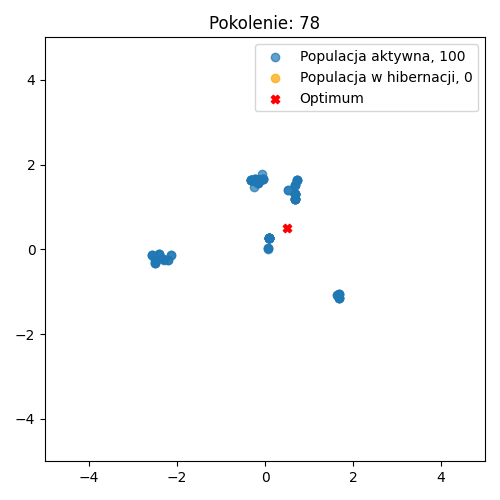 Pokolenie: 78
Populacja aktywna, 100
Populacja w hibernacji, 0
Optimum
4
2
0
−2
−4
−4 −2 0 2 4